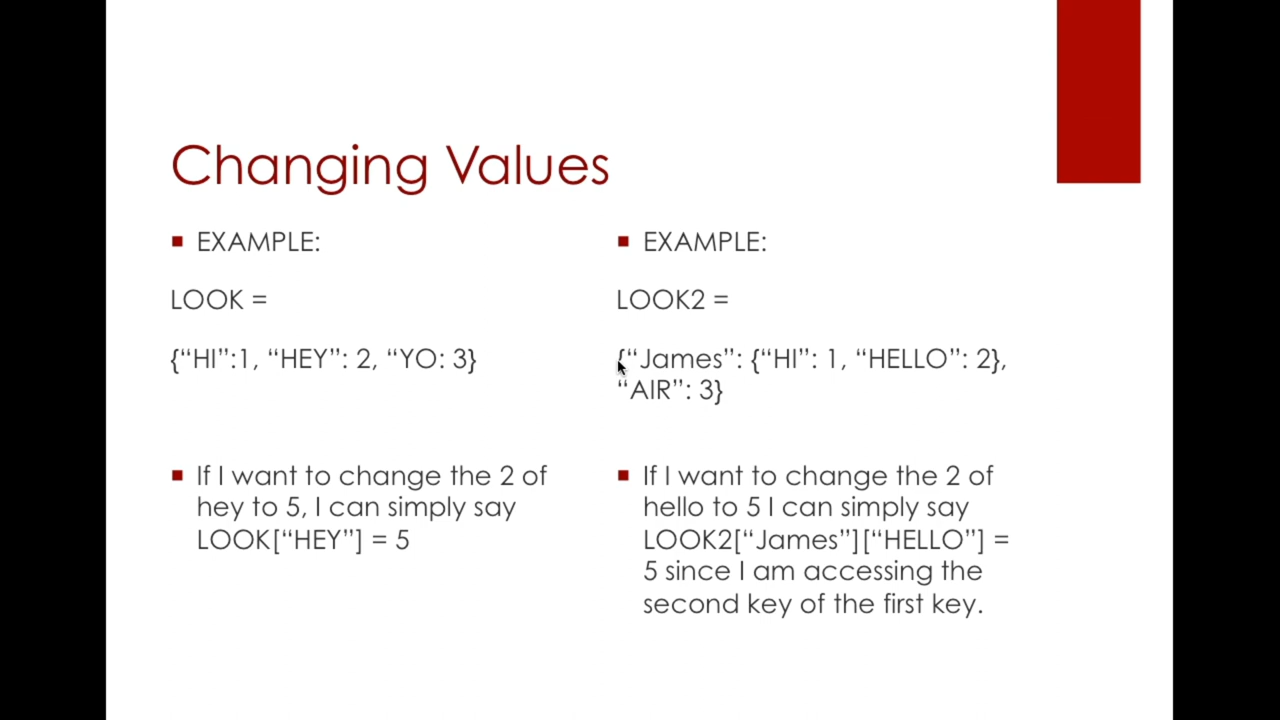 Changing Values
EXAMPLE:
LOOK =
{“HI”:1, “HEY”: 2, “YO: 3}
If I want to change the 2 of
hey to 5, I can simply say
LOOK[“HEY”] = 5
EXAMPLE:
LOOK2 =
{“James”: {“HI”: 1, “HELLO”: 2},
“AIR”: 3}
If I want to change the 2 of
hello to 5 I can simply say
LOOK2[“James”][“HELLO”] =
5 since I am accessing the
second key of the first key.